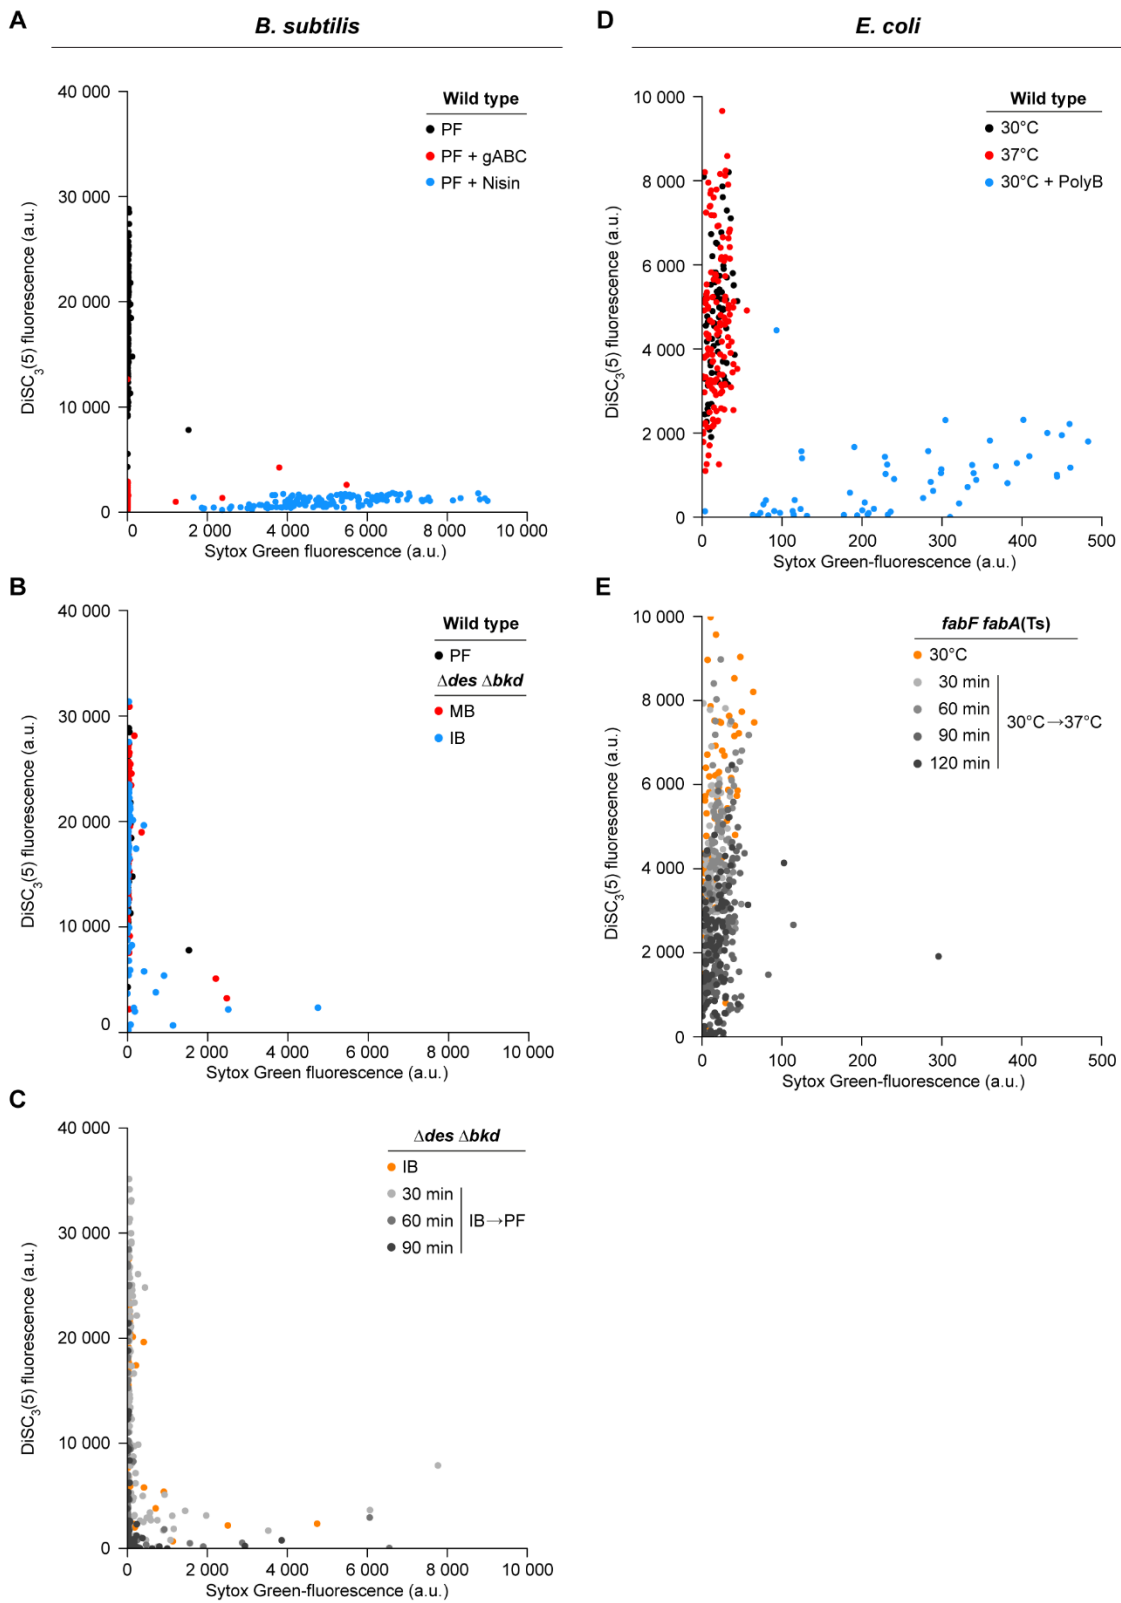 A
B. subtilis
40 000
30 000
20 000
10 000
0
DiSC3(5) fluorescence (a.u.)
Wild type
PF
PF + gABC
PF + Nisin
0
2 000
4 000
6 000
8 000
10 000
Sytox Green fluorescence (a.u.)
B
40 000
30 000
20 000
10 000
0
DiSC3(5) fluorescence (a.u.)
Wild type
PF
Δdes Δbkd
MB
IB
0
2 000
4 000
6 000
8 000
10 000
Sytox Green fluorescence (a.u.)
C
40 000
30 000
20 000
10 000
0
DiSC3(5) fluorescence (a.u.)
Δdes Δbkd
IB
30 min
60 min
90 min
IB→PF
0
2 000
4 000
6 000
8 000
10 000
Sytox Green fluorescence (a.u.)
D
E. coli
10 000
8 000
6 000
4 000
2 000
0
DiSC3(5) fluorescence (a.u.)
Wild type
30°C
37°C
30°C + PolyB
0
100
200
300
400
500
Sytox Green-fluorescence (a.u.)
E
10 000
8 000
6 000
4 000
2 000
0
DiSC3(5) fluorescence (a.u.)
fabF fabA(Ts)
30°C
30 min
60 min
90 min
120 min
30°C→37°C
0
100
200
300
400
500
Sytox Green-fluorescence (a.u.)